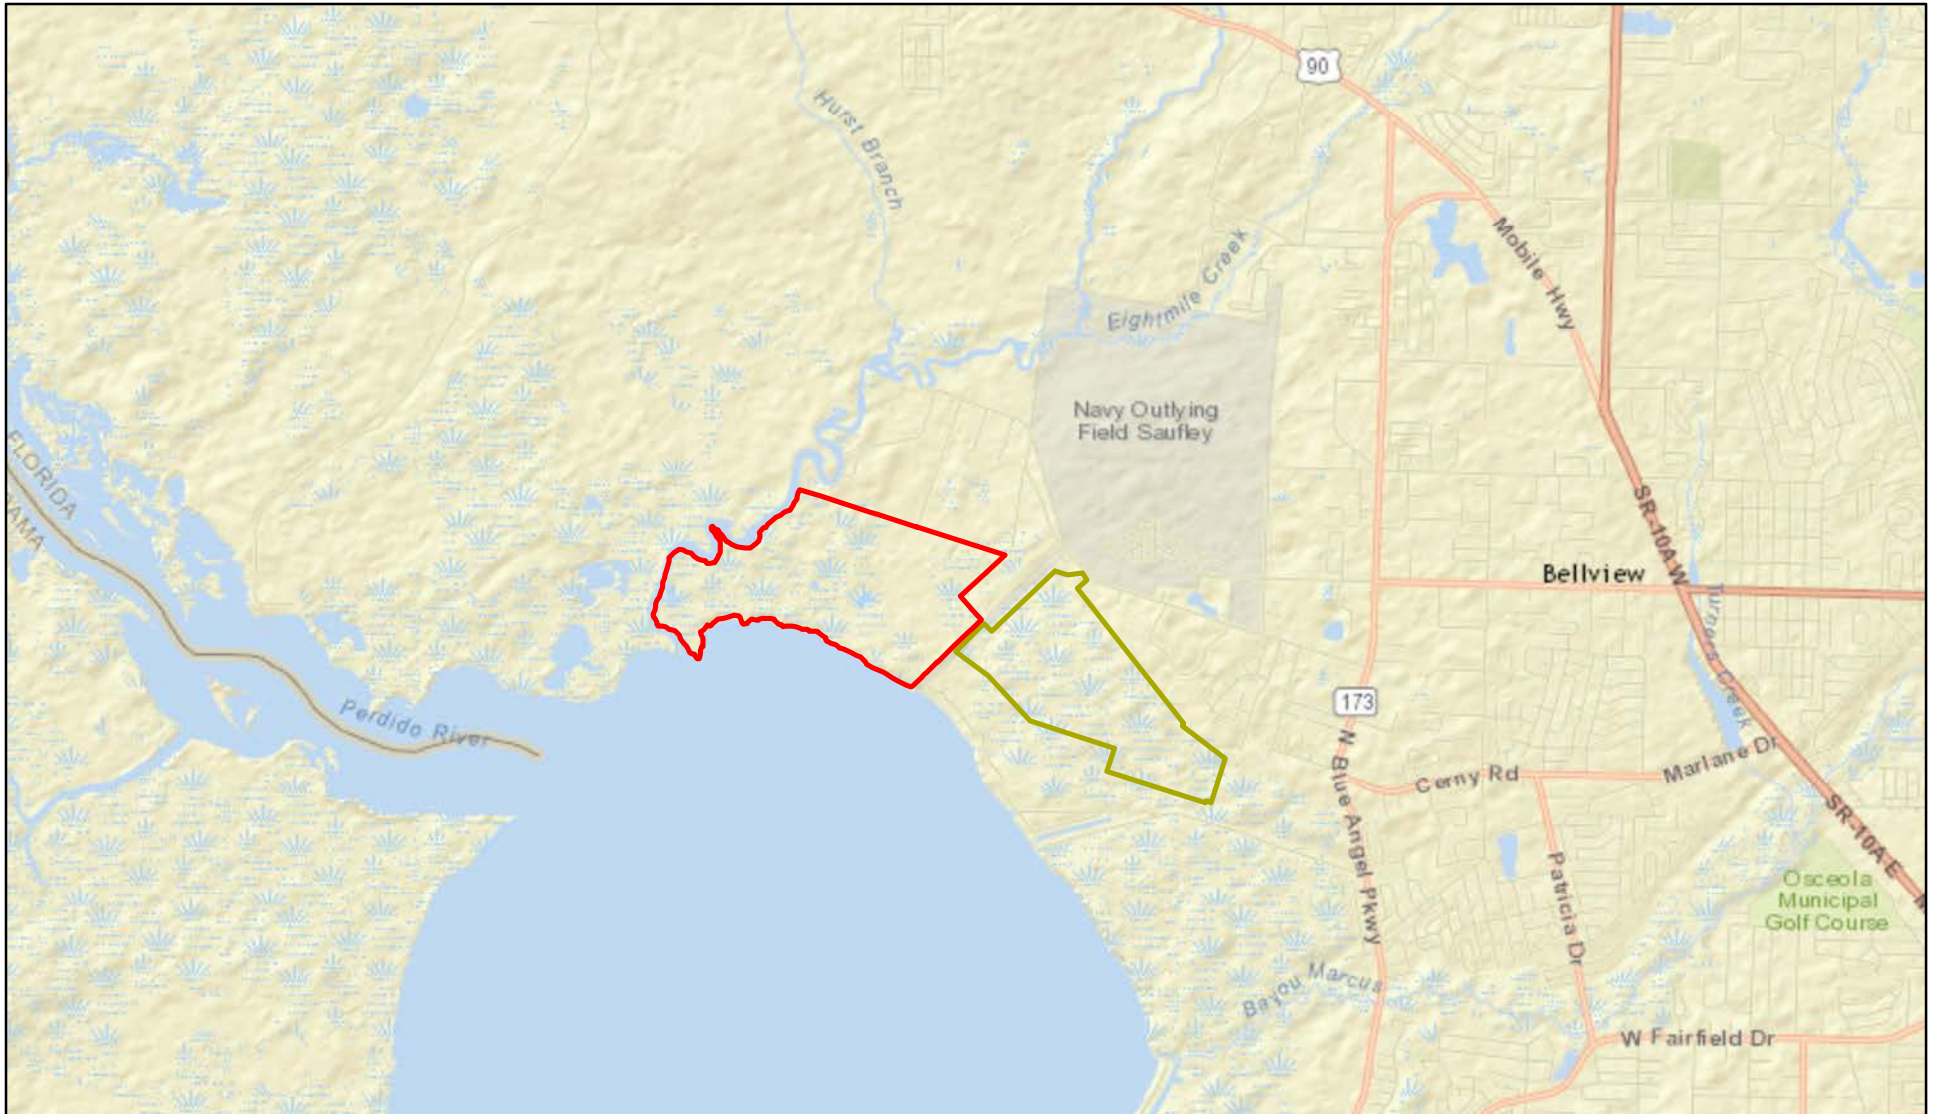 90
Hurst Branch
Mobile Hwy
Eightmile Creek
Navy Outlying
Field Saufley
FLORIDA
BAMA
SR-10A W
Bellview
Turners Creek
173
Perdido River
N Blue Angel Pkwy
Cerny Rd
Marlane Dr
SR-10A E
Patricia Dr
Osceola
Municipal
Golf Course
Bayou Marcus
W Fairfield Dr